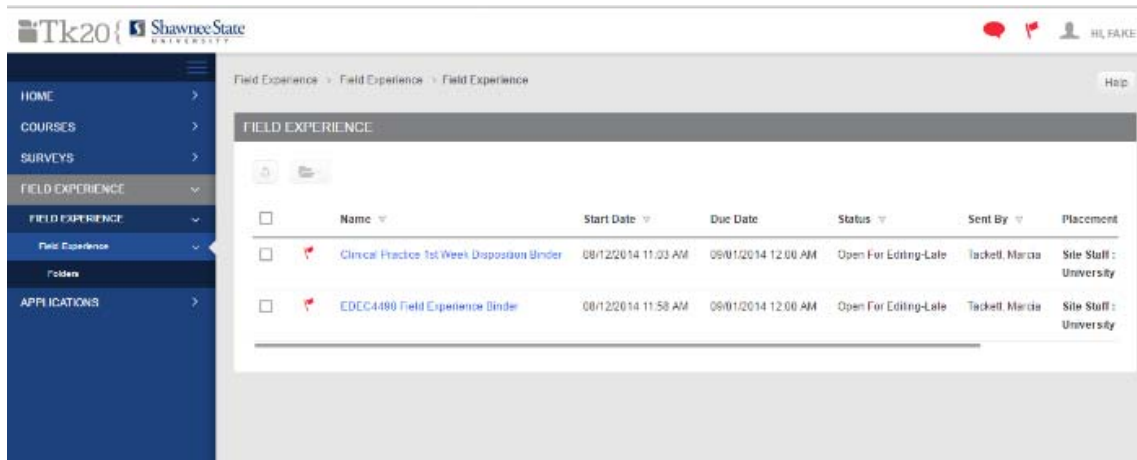 Tk20{ Shawnee State
UNIVERSITY
HI, FAKE
Field Experience > Field Experience > Field Experience
Help
HOME
COURSES
SURVEYS
FIELD EXPERIENCE
FIELD EXPERIENCE
Field Experience
Folders
APPLICATIONS
FIELD EXPERIENCE
Name Start Date Due Date Status Sent By Placement
Clinical Practice 1st Week Disposition Binder 08/12/2014 11:03 AM 09/01/2014 12:00 AM Open For Editing-Late Tackett, Marcia Site Staff :
University
EDEC4490 Field Experience Binder 08/12/2014 11:58 AM 09/01/2014 12:00 AM Open For Editing-Late Tackett, Marcia Site Staff :
University